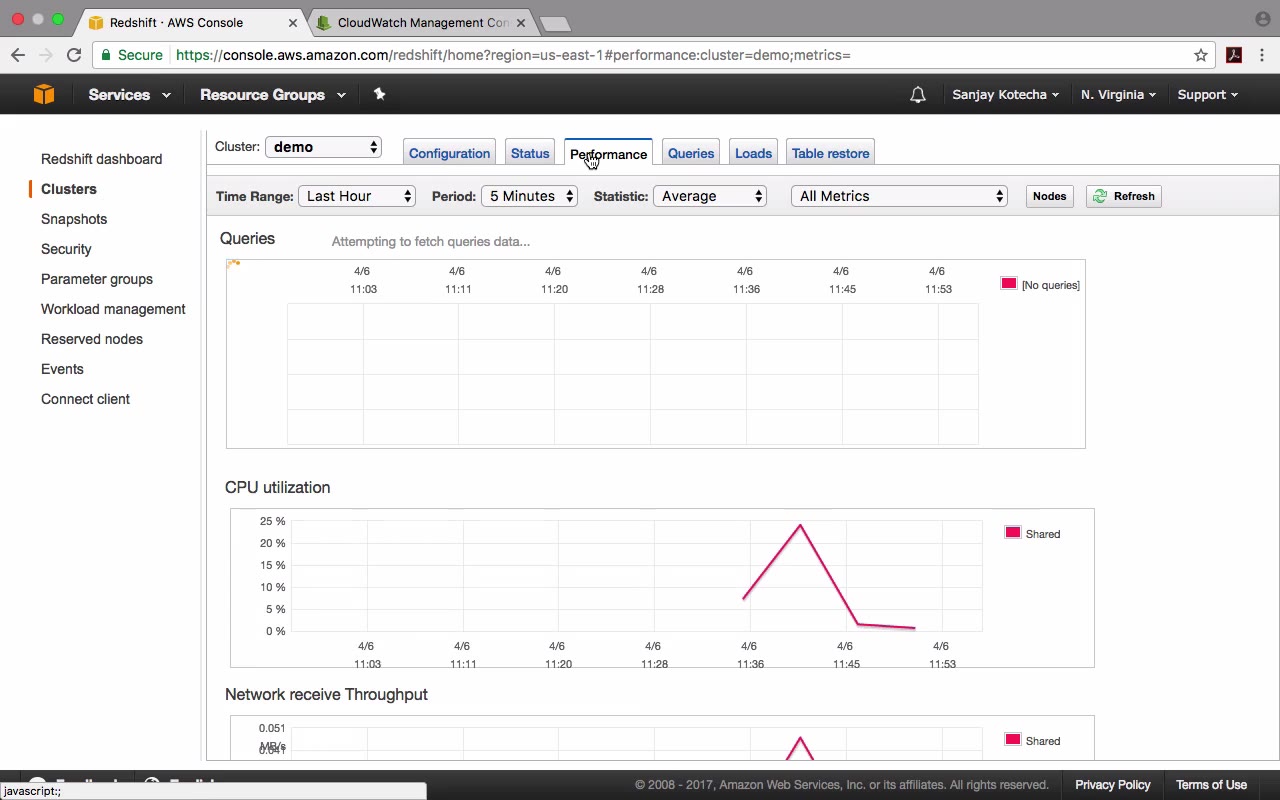 Redshift · AWS Console
CloudWatch Management Con
Secure https://console.aws.amazon.com/redshift/home?region=us-east-1#performance:cluster=demo;metrics=
Services Resource Groups Sanjay Kotecha N. Virginia Support
Redshift dashboard
Clusters
Snapshots
Security
Parameter groups
Workload management
Reserved nodes
Events
Connect client
Cluster: demo Configuration Status Performance Queries Loads Table restore
Time Range: Last Hour Period: 5 Minutes Statistic: Average All Metrics Nodes Refresh
Queries Attempting to fetch queries data...
4/6 4/6 4/6 4/6 4/6 4/6 4/6
11:03 11:11 11:20 11:28 11:36 11:45 11:53
[No queries]
CPU utilization
25 %
20 %
15 %
10 %
5 %
0 %
Shared
4/6 4/6 4/6 4/6 4/6 4/6 4/6
11:03 11:11 11:20 11:28 11:36 11:45 11:53
Network receive Throughput
0.051
MB/s
0.041
Shared
© 2008 - 2017, Amazon Web Services, Inc. or its affiliates. All rights reserved. Privacy Policy Terms of Use
javascript:;